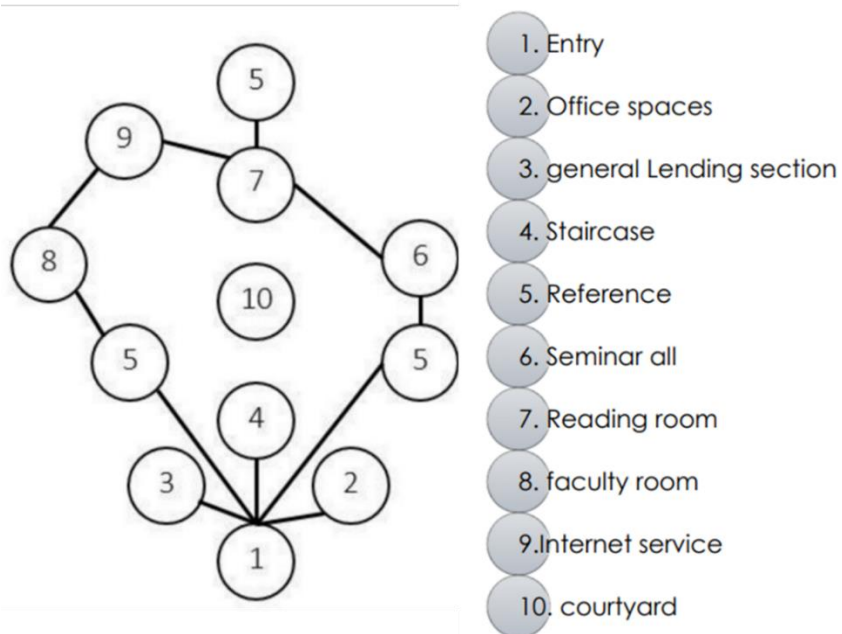 5
9
7
8
6
10
5
5
4
3
2
1
1. Entry
2. Office spaces
3. general Lending section
4. Staircase
5. Reference
6. Seminar all
7. Reading room
8. faculty room
9.Internet service
10. courtyard